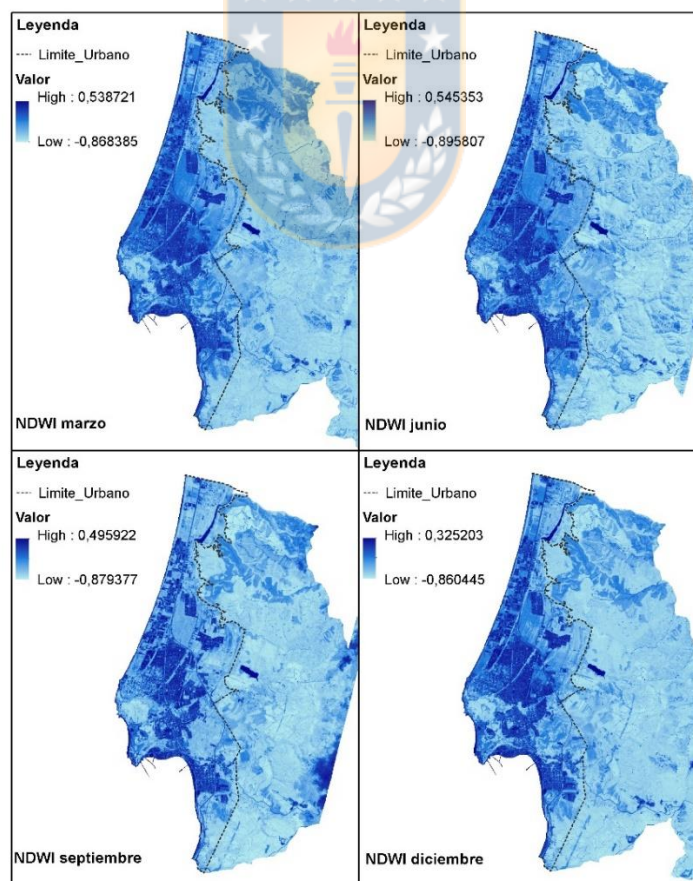 Leyenda
Limite_Urbano
Valor
High : 0,538721
Low : -0,868385
NDWI marzo
Leyenda
Limite_Urbano
Valor
High : 0,545353
Low : -0,895807
NDWI junio
Leyenda
Limite_Urbano
Valor
High : 0,495922
Low : -0,879377
NDWI septiembre
Leyenda
Limite_Urbano
Valor
High : 0,325203
Low : -0,860445
NDWI diciembre